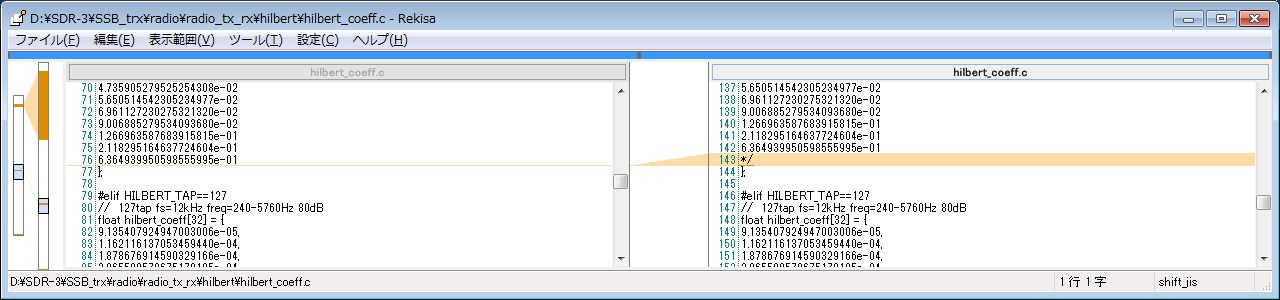 D:¥SDR-3¥SSB_trx¥radio¥radio_tx_rx¥hilbert¥hilbert_coeff.c - Rekisa
ファイル(F) 編集(E) 表示範囲(V) ツール(T) 設定(C) ヘルプ(H)
hilbert_coeff.c
70 4.735905279525254308e-02
71 5.650514542305234977e-02
72 6.961127230275321320e-02
73 9.006885279534093680e-02
74 1.266963587683915815e-01
75 2.118295164637724604e-01
76 6.364939950598555995e-01
77 };
78
79 #elif HILBERT_TAP==127
80 //  127tap fs=12kHz freq=240-5760Hz 80dB
81 float hilbert_coeff[32] = {
82 9.135407924947003006e-05,
83 1.162116137053459440e-04,
84 1.878676914590329166e-04,
hilbert_coeff.c
137 5.650514542305234977e-02
138 6.961127230275321320e-02
139 9.006885279534093680e-02
140 1.266963587683915815e-01
141 2.118295164637724604e-01
142 6.364939950598555995e-01
143 */
144 };
145
146 #elif HILBERT_TAP==127
147 //  127tap fs=12kHz freq=240-5760Hz 80dB
148 float hilbert_coeff[32] = {
149 9.135407924947003006e-05,
150 1.162116137053459440e-04,
151 1.878676914590329166e-04,
D:¥SDR-3¥SSB_trx¥radio¥radio_tx_rx¥hilbert¥hilbert_coeff.c
1 行 1 字
shift_jis